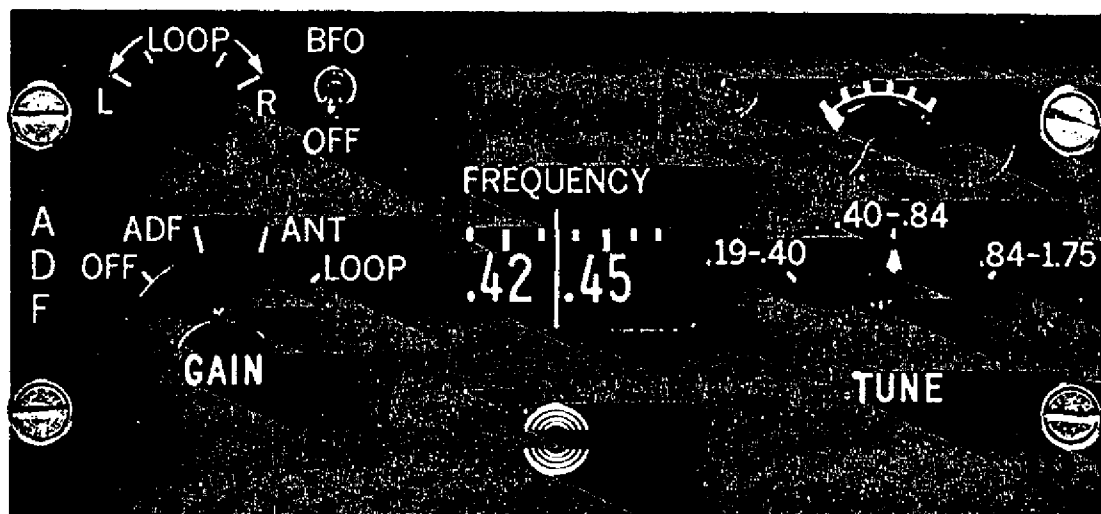 LOOP
BFO
L
R
OFF
FREQUENCY
ADF
ADF
ANT
OFF
LOOP
.42
.45
.40-.84
.19-.40
.84-1.75
GAIN
TUNE